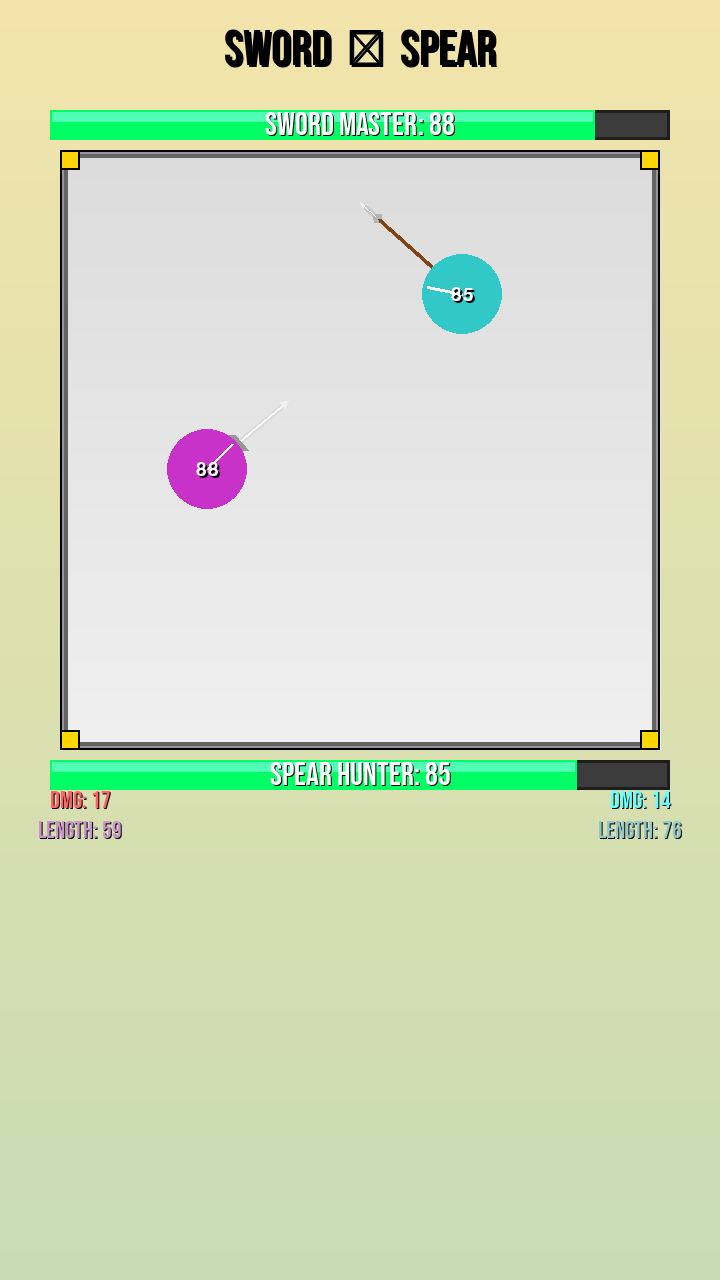 SWORD ☒ SPEAR
SWORD MASTER: 88
85
88
SPEAR HUNTER: 85
DMG: 17
DMG: 14
LENGTH: 59
LENGTH: 76